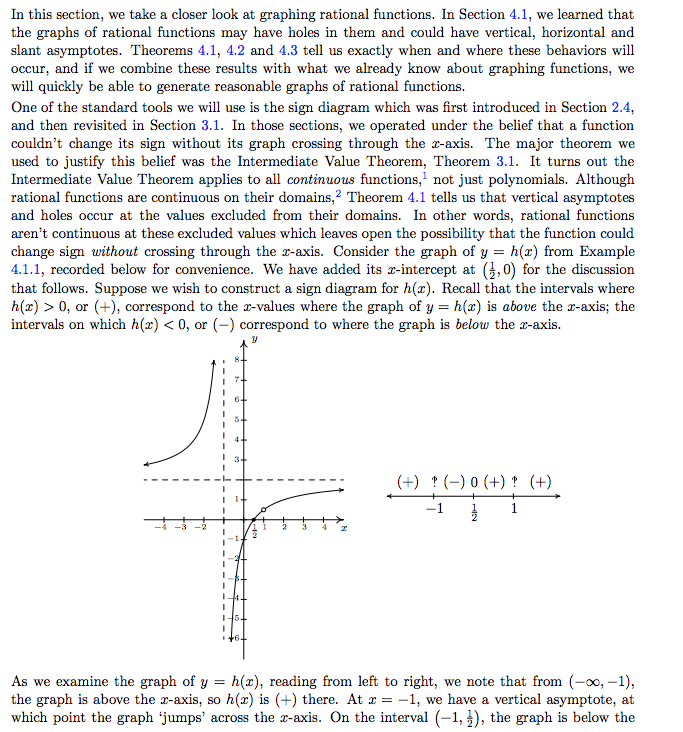 In this section, we take a closer look at graphing rational functions. In Section 4.1, we learned that
the graphs of rational functions may have holes in them and could have vertical, horizontal and
slant asymptotes. Theorems 4.1, 4.2 and 4.3 tell us exactly when and where these behaviors will
occur, and if we combine these results with what we already know about graphing functions, we
will quickly be able to generate reasonable graphs of rational functions.
One of the standard tools we will use is the sign diagram which was first introduced in Section 2.4,
and then revisited in Section 3.1. In those sections, we operated under the belief that a function
couldn't change its sign without its graph crossing through the x-axis. The major theorem we
used to justify this belief was the Intermediate Value Theorem, Theorem 3.1. It turns out the
Intermediate Value Theorem applies to all continuous functions,¹ not just polynomials. Although
rational functions are continuous on their domains,² Theorem 4.1 tells us that vertical asymptotes
and holes occur at the values excluded from their domains. In other words, rational functions
aren't continuous at these excluded values which leaves open the possibility that the function could
change sign without crossing through the x-axis. Consider the graph of y = h(x) from Example
4.1.1, recorded below for convenience. We have added its x-intercept at (½, 0) for the discussion
that follows. Suppose we wish to construct a sign diagram for h(x). Recall that the intervals where
h(x) > 0, or (+), correspond to the x-values where the graph of y = h(x) is above the x-axis; the
intervals on which h(x) < 0, or (−) correspond to where the graph is below the x-axis.
y
8
7
6
5
4
3
1
−4 −3 −2 ½ 1 2 3 4 x
−1
−2
−3
−4
−5
−6
(+) ‽ (−) 0 (+) ‽ (+)
−1 ½ 1
As we examine the graph of y = h(x), reading from left to right, we note that from (−∞, −1),
the graph is above the x-axis, so h(x) is (+) there. At x = −1, we have a vertical asymptote, at
which point the graph 'jumps' across the x-axis. On the interval (−1, ½), the graph is below the